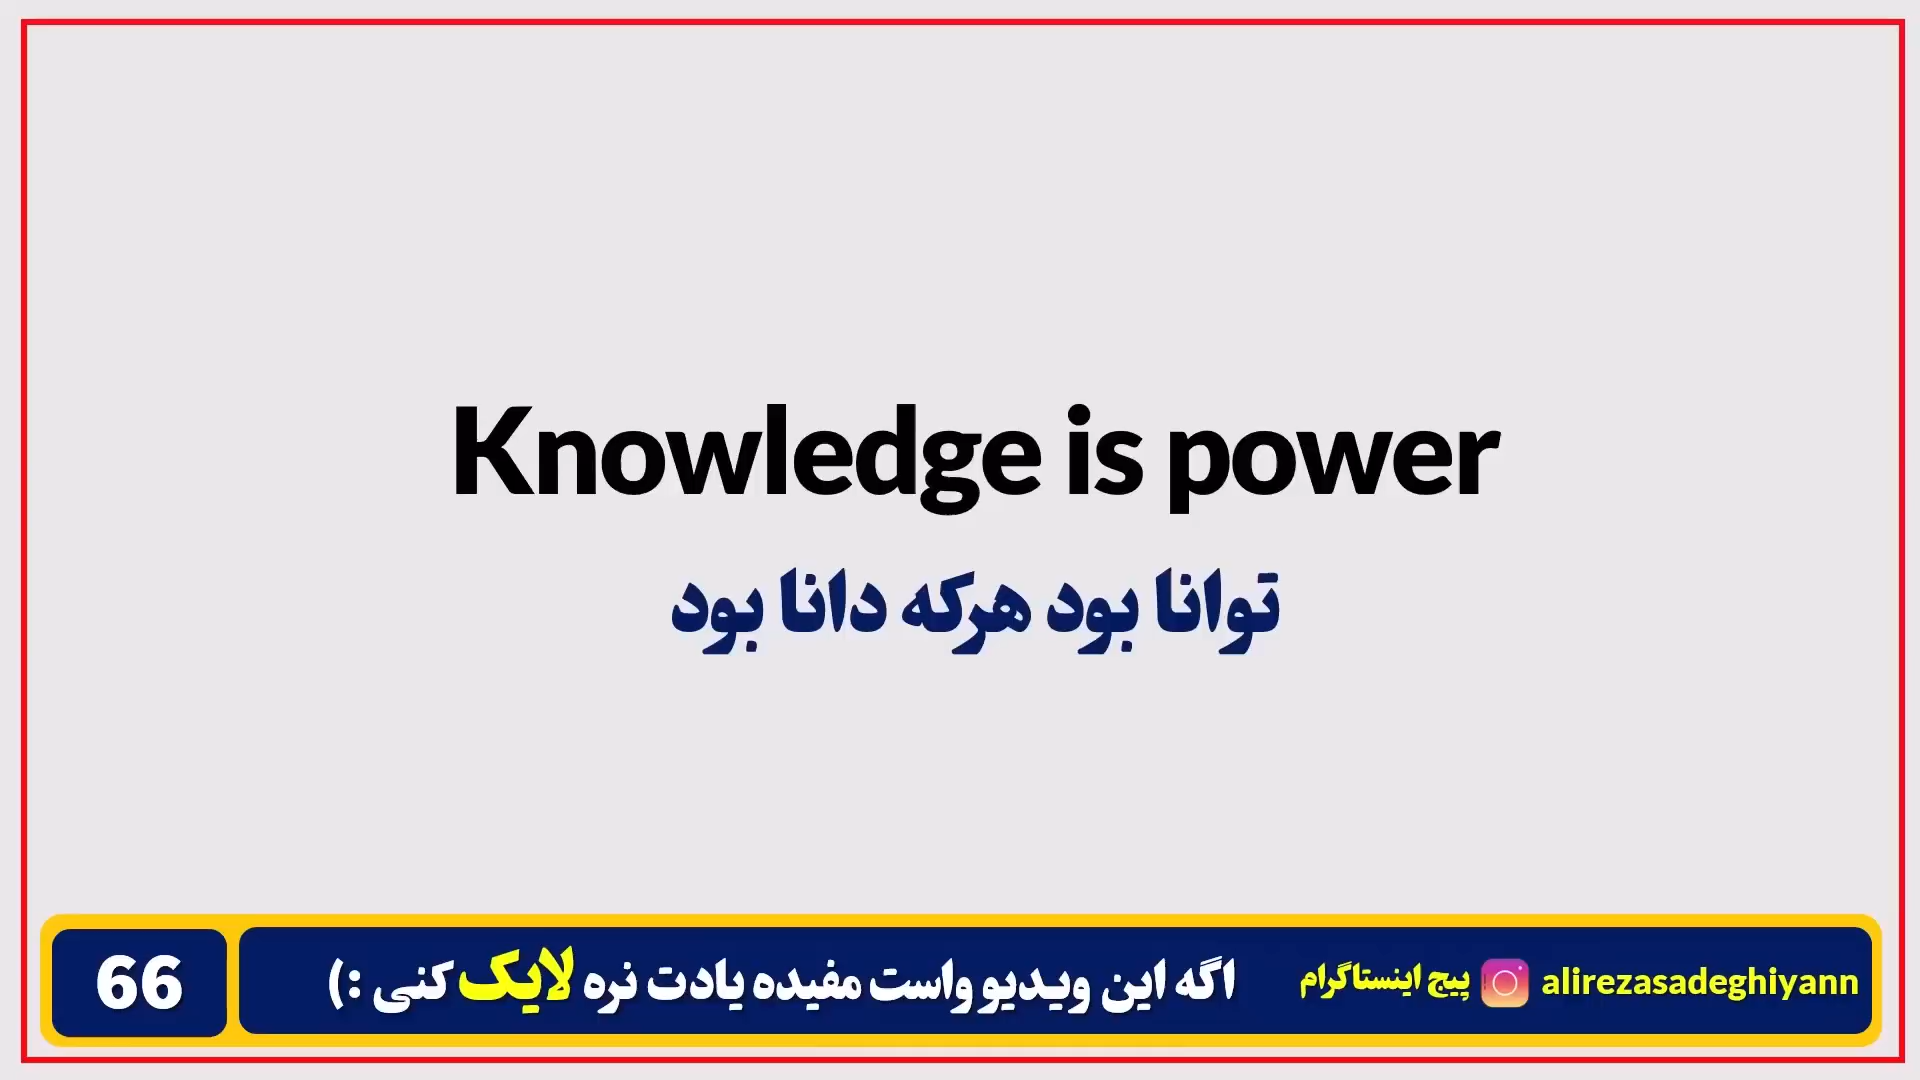 Knowledge is power
توانا بود هرکه دانا بود
66
اگه این ویدیو واست مفیده یادت نره لایک کنی :)
پیج اینستاگرام
alirezasadeghiyann